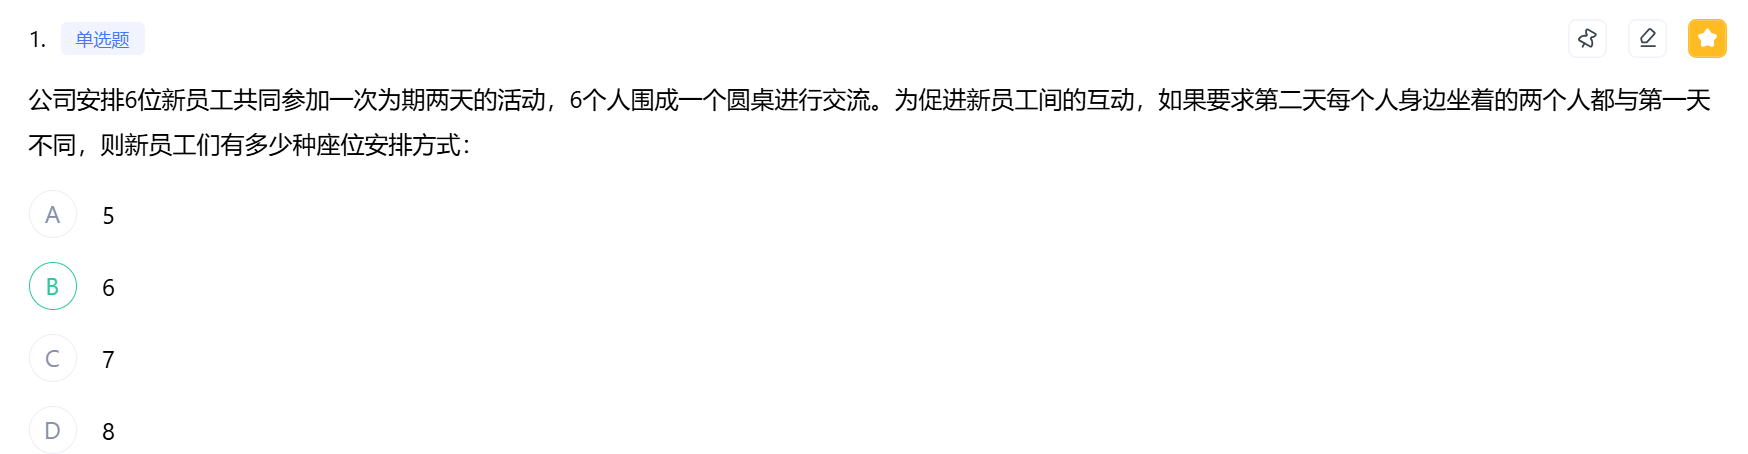 1. 单选题
公司安排6位新员工共同参加一次为期两天的活动，6个人围成一个圆桌进行交流。为促进新员工间的互动，如果要求第二天每个人身边坐着的两个人都与第一天
不同，则新员工们有多少种座位安排方式：
A 5
B 6
C 7
D 8